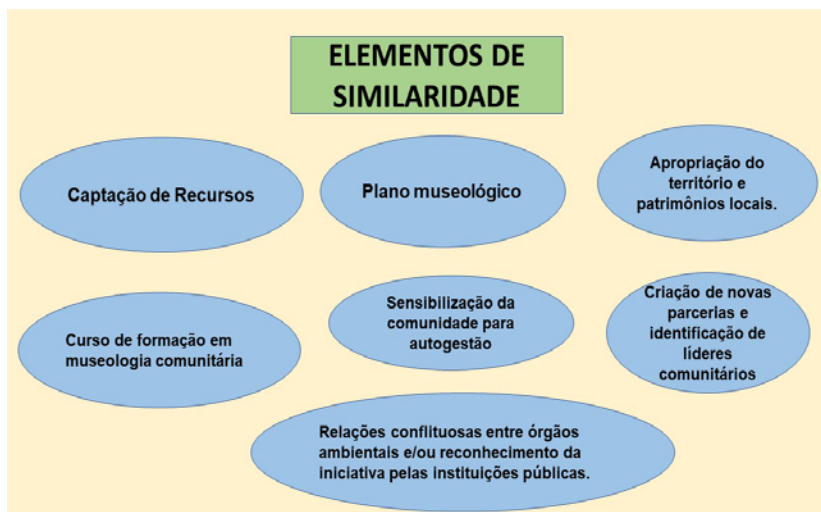 ELEMENTOS DE
SIMILARIDADE
Captação de Recursos
Plano museológico
Apropriação do
território e
patrimônios locais.
Curso de formação em
museologia comunitária
Sensibilização da
comunidade para
autogestão
Criação de novas
parcerias e
identificação de
líderes
comunitários
Relações conflituosas entre órgãos
ambientais e/ou reconhecimento da
iniciativa pelas instituições públicas.